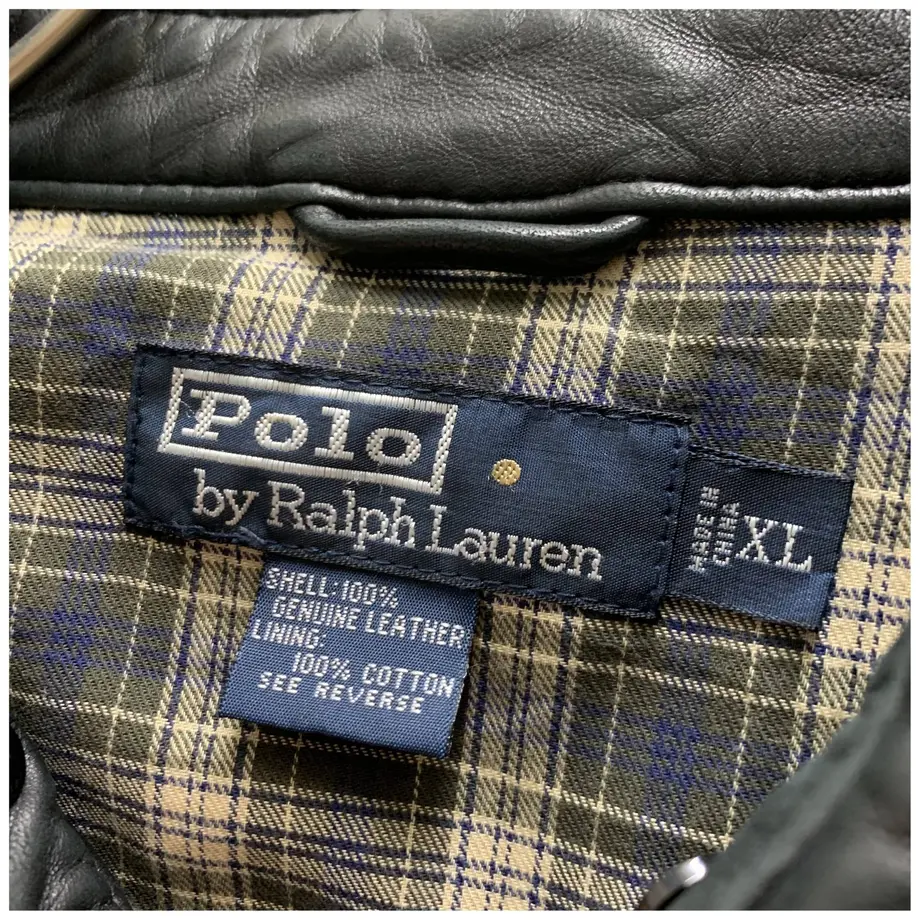 Polo
by Ralph Lauren
MADE IN
CHINA
XL
SHELL:100%
GENUINE LEATHER
LINING:
100% COTTON
SEE REVERSE